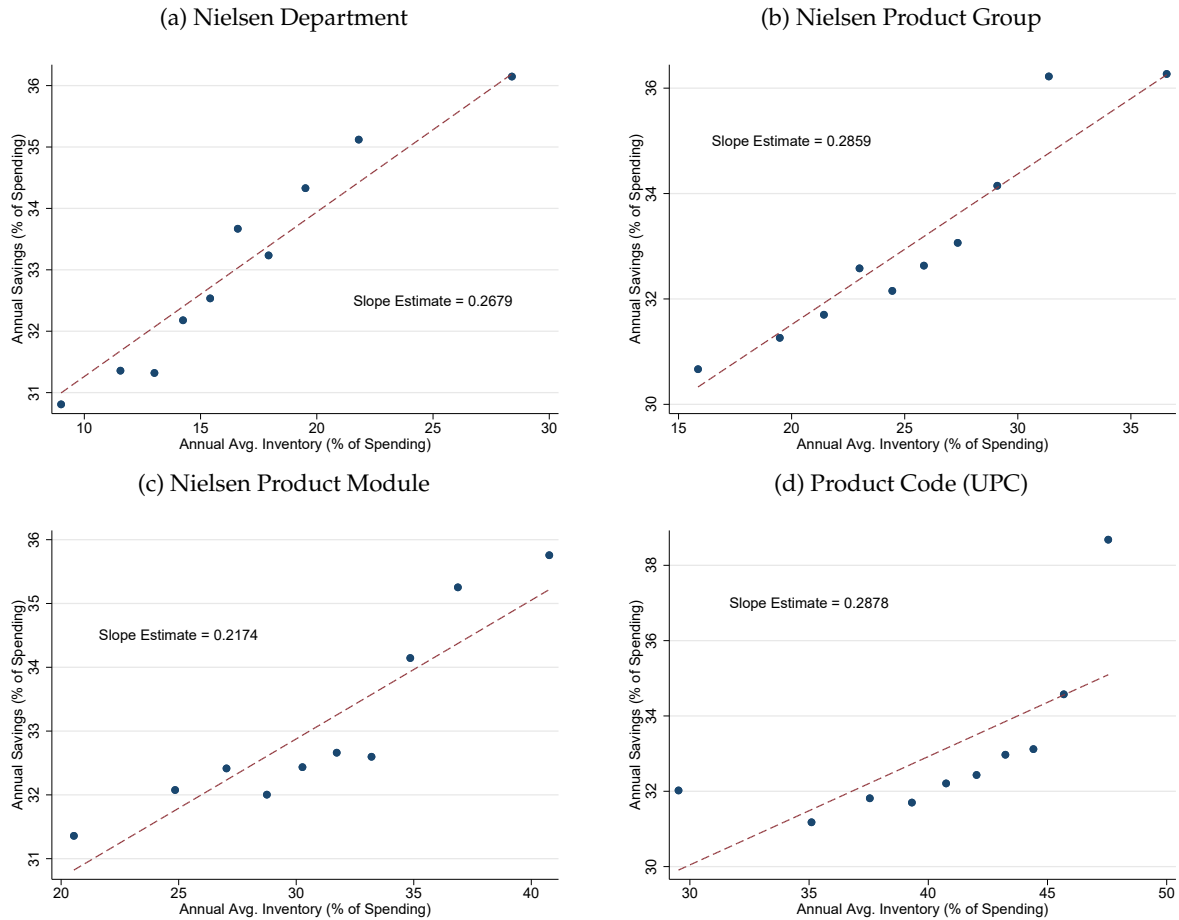 (a) Nielsen Department
(b) Nielsen Product Group
36
35
34
33
32
31
Annual Savings (% of Spending)
Slope Estimate = 0.2679
10 15 20 25 30
Annual Avg. Inventory (% of Spending)
36
34
32
30
Annual Savings (% of Spending)
Slope Estimate = 0.2859
15 20 25 30 35
Annual Avg. Inventory (% of Spending)
(c) Nielsen Product Module
(d) Product Code (UPC)
36
35
34
33
32
31
Annual Savings (% of Spending)
Slope Estimate = 0.2174
20 25 30 35 40
Annual Avg. Inventory (% of Spending)
38
36
34
32
30
Annual Savings (% of Spending)
Slope Estimate = 0.2878
30 35 40 45 50
Annual Avg. Inventory (% of Spending)